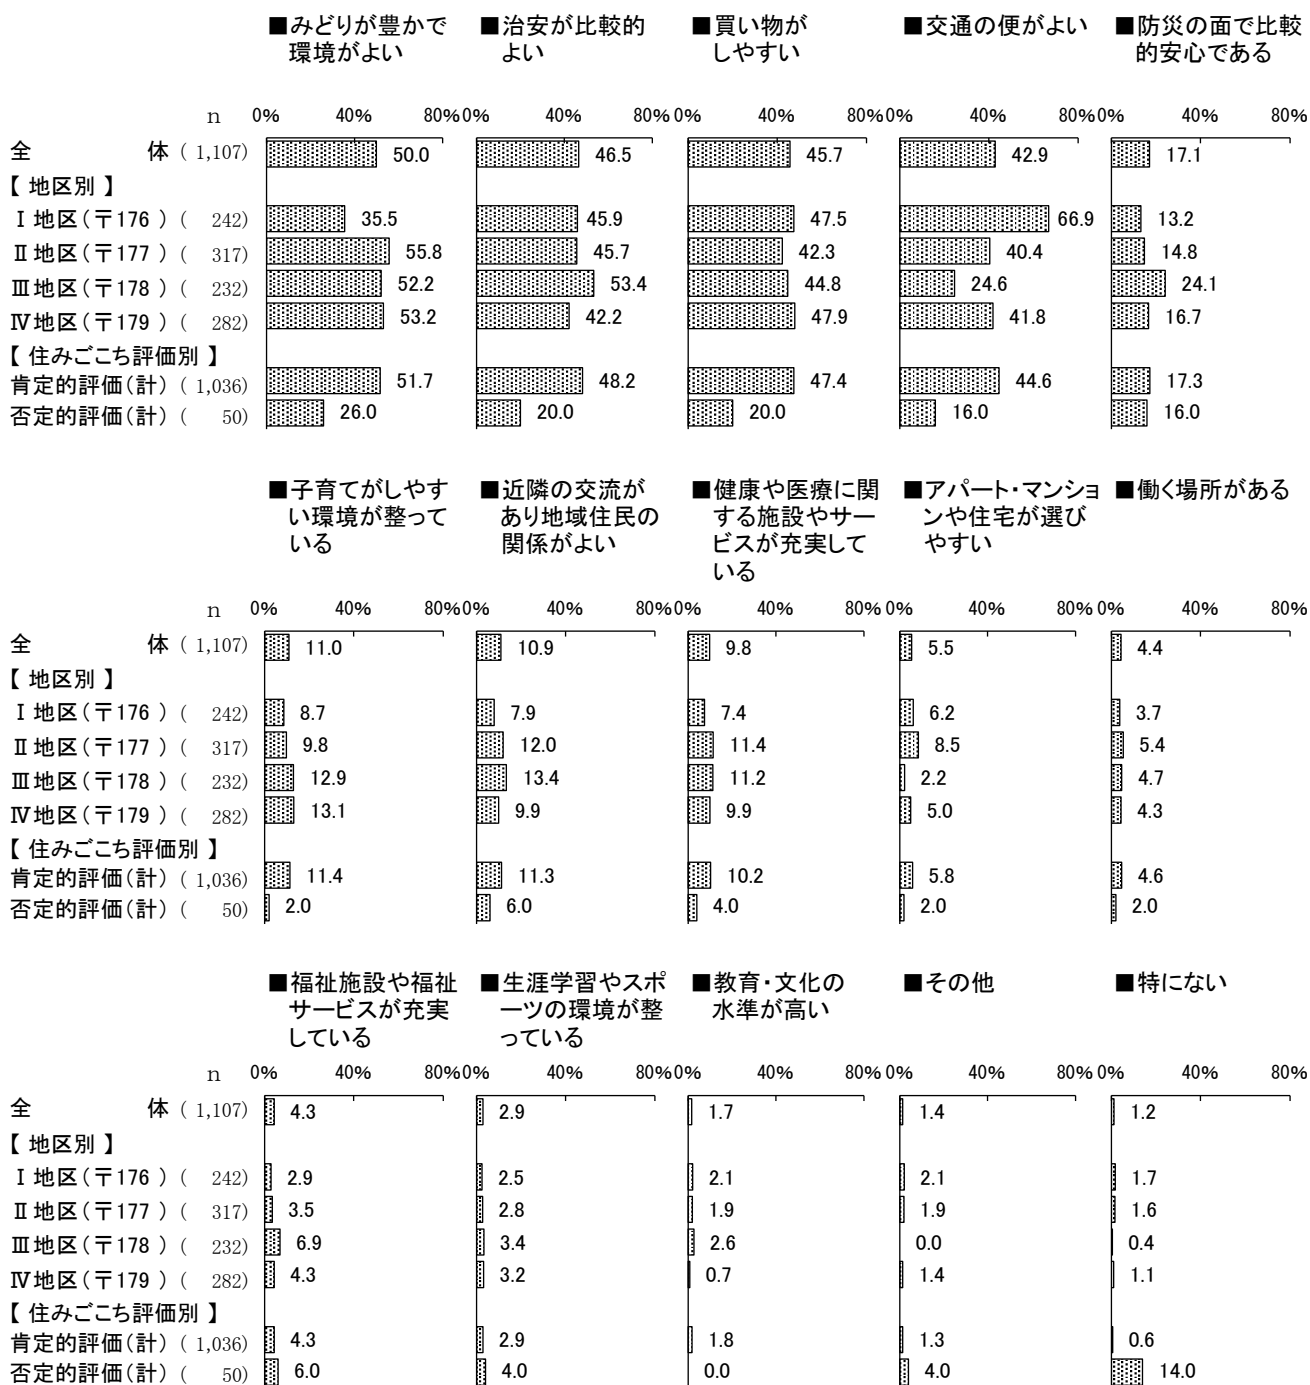 ■みどりが豊かで ■治安が比較的 ■買い物が ■交通の便がよい ■防災の面で比較
環境がよい よい しやすい 的安心である
n 0% 40% 80% 0% 40% 80% 0% 40% 80% 0% 40% 80% 0% 40% 80%
全 体 ( 1,107) 50.0 46.5 45.7 42.9 17.1
【 地区別 】
Ⅰ地区(〒176 ) ( 242) 35.5 45.9 47.5 66.9 13.2
Ⅱ地区(〒177 ) ( 317) 55.8 45.7 42.3 40.4 14.8
Ⅲ地区(〒178 ) ( 232) 52.2 53.4 44.8 24.6 24.1
Ⅳ地区(〒179 ) ( 282) 53.2 42.2 47.9 41.8 16.7
【 住みごこち評価別 】
肯定的評価(計) ( 1,036) 51.7 48.2 47.4 44.6 17.3
否定的評価(計) ( 50) 26.0 20.0 20.0 16.0 16.0
■子育てがしやす ■近隣の交流が ■健康や医療に関 ■アパート・マンショ ■働く場所がある
い環境が整って あり地域住民の する施設やサー ンや住宅が選び
いる 関係がよい ビスが充実して やすい
いる
n 0% 40% 80% 0% 40% 80% 0% 40% 80% 0% 40% 80% 0% 40% 80%
全 体 ( 1,107) 11.0 10.9 9.8 5.5 4.4
【 地区別 】
Ⅰ地区(〒176 ) ( 242) 8.7 7.9 7.4 6.2 3.7
Ⅱ地区(〒177 ) ( 317) 9.8 12.0 11.4 8.5 5.4
Ⅲ地区(〒178 ) ( 232) 12.9 13.4 11.2 2.2 4.7
Ⅳ地区(〒179 ) ( 282) 13.1 9.9 9.9 5.0 4.3
【 住みごこち評価別 】
肯定的評価(計) ( 1,036) 11.4 11.3 10.2 5.8 4.6
否定的評価(計) ( 50) 2.0 6.0 4.0 2.0 2.0
■福祉施設や福祉 ■生涯学習やスポ ■教育・文化の ■その他 ■特にない
サービスが充実 ーツの環境が整 水準が高い
している っている
n 0% 40% 80% 0% 40% 80% 0% 40% 80% 0% 40% 80% 0% 40% 80%
全 体 ( 1,107) 4.3 2.9 1.7 1.4 1.2
【 地区別 】
Ⅰ地区(〒176 ) ( 242) 2.9 2.5 2.1 2.1 1.7
Ⅱ地区(〒177 ) ( 317) 3.5 2.8 1.9 1.9 1.6
Ⅲ地区(〒178 ) ( 232) 6.9 3.4 2.6 0.0 0.4
Ⅳ地区(〒179 ) ( 282) 4.3 3.2 0.7 1.4 1.1
【 住みごこち評価別 】
肯定的評価(計) ( 1,036) 4.3 2.9 1.8 1.3 0.6
否定的評価(計) ( 50) 6.0 4.0 0.0 4.0 14.0